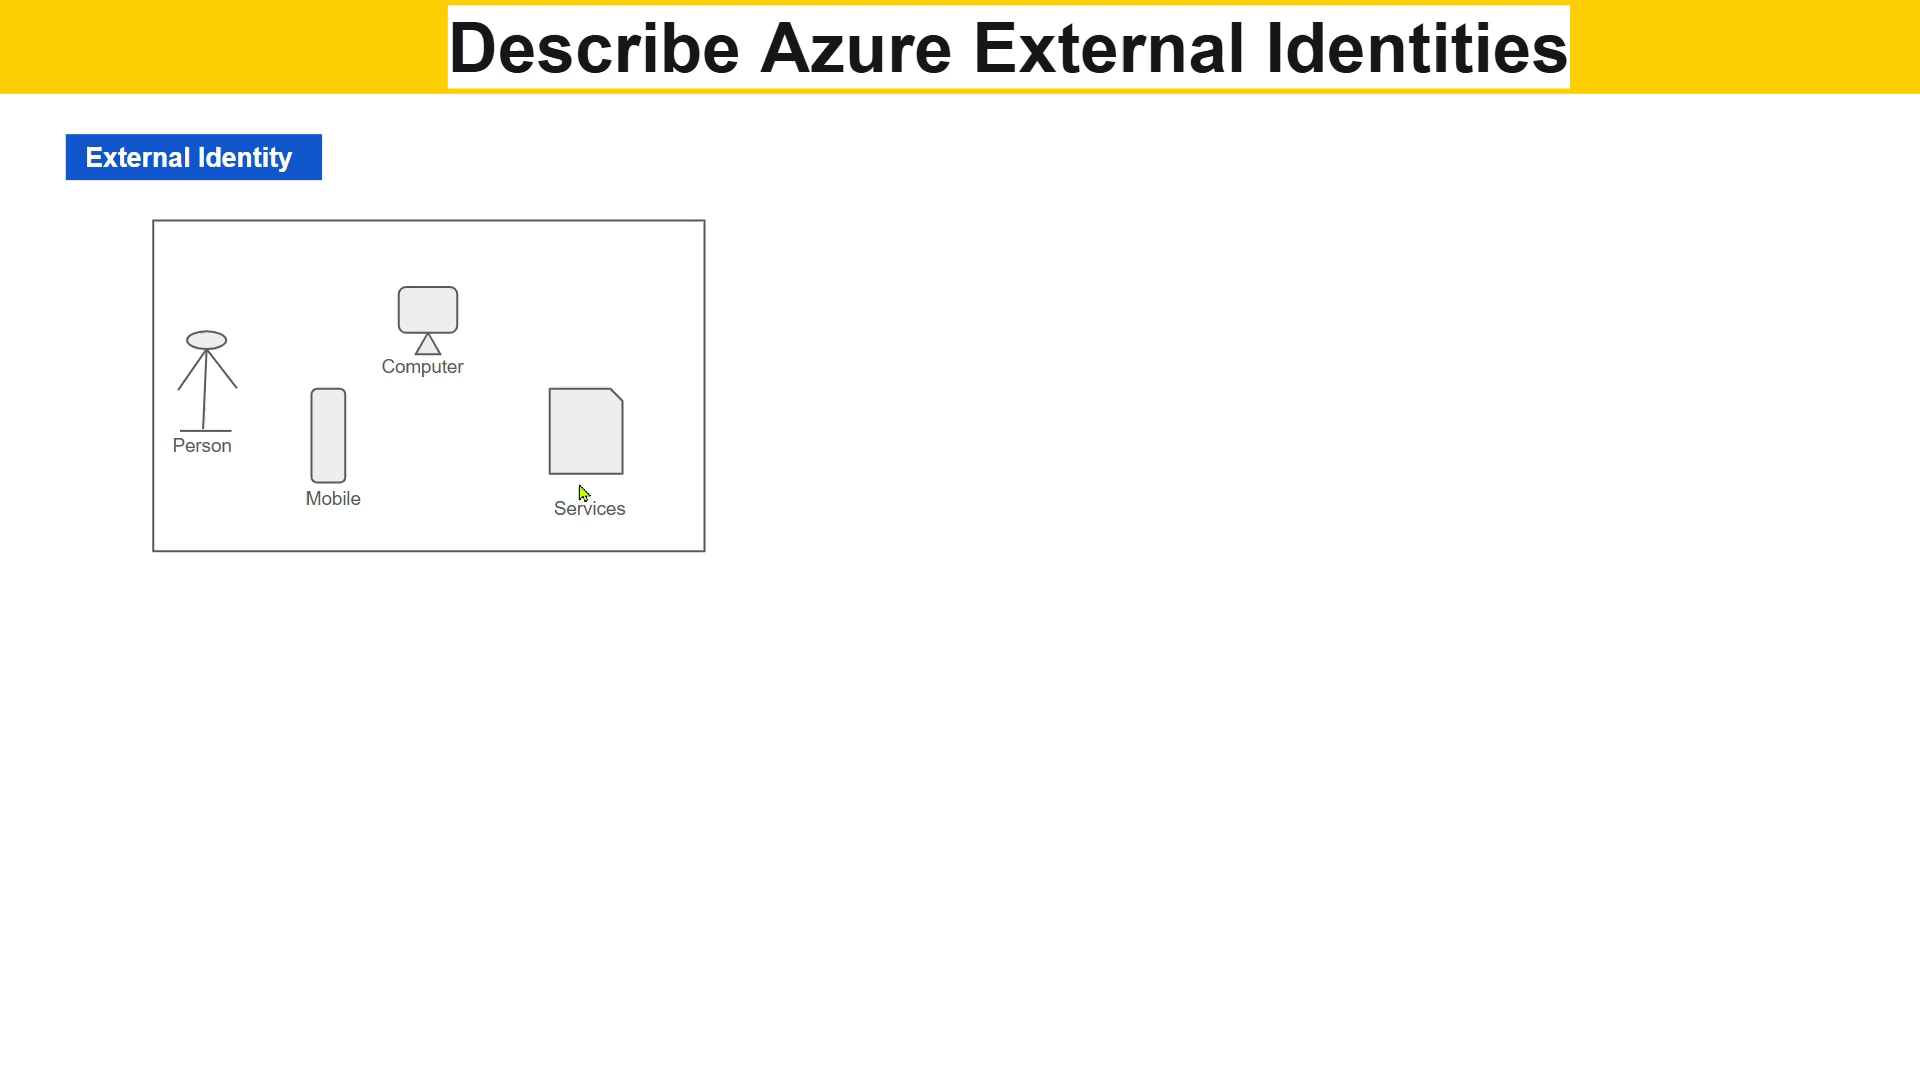 Describe Azure External Identities
External Identity
Computer
Person
Mobile
Services